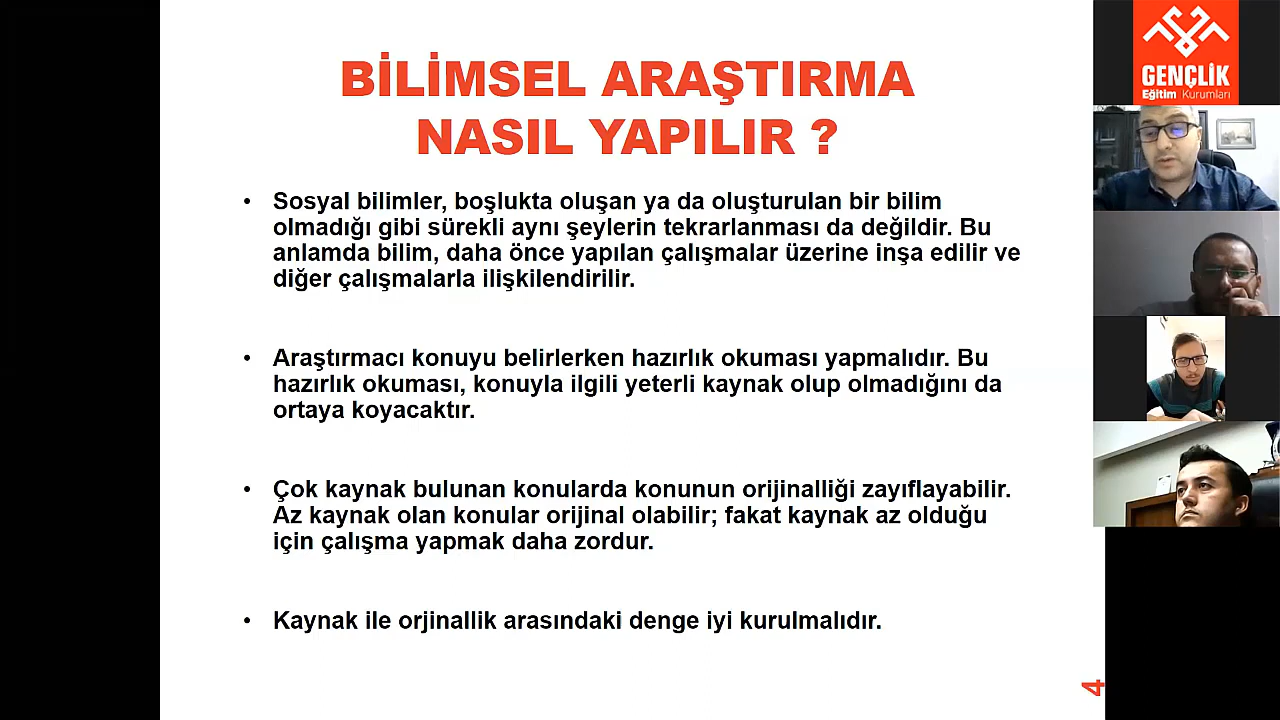 BİLİMSEL ARAŞTIRMA
NASIL YAPILIR ?
• Sosyal bilimler, boşlukta oluşan ya da oluşturulan bir bilim
olmadığı gibi sürekli aynı şeylerin tekrarlanması da değildir. Bu
anlamda bilim, daha önce yapılan çalışmalar üzerine inşa edilir ve
diğer çalışmalarla ilişkilendirilir.
• Araştırmacı konuyu belirlerken hazırlık okuması yapmalıdır. Bu
hazırlık okuması, konuyla ilgili yeterli kaynak olup olmadığını da
ortaya koyacaktır.
• Çok kaynak bulunan konularda konunun orijinalliği zayıflayabilir.
Az kaynak olan konular orijinal olabilir; fakat kaynak az olduğu
için çalışma yapmak daha zordur.
• Kaynak ile orjinallik arasındaki denge iyi kurulmalıdır.
4
GENÇLİK
Eğitim Kurumları